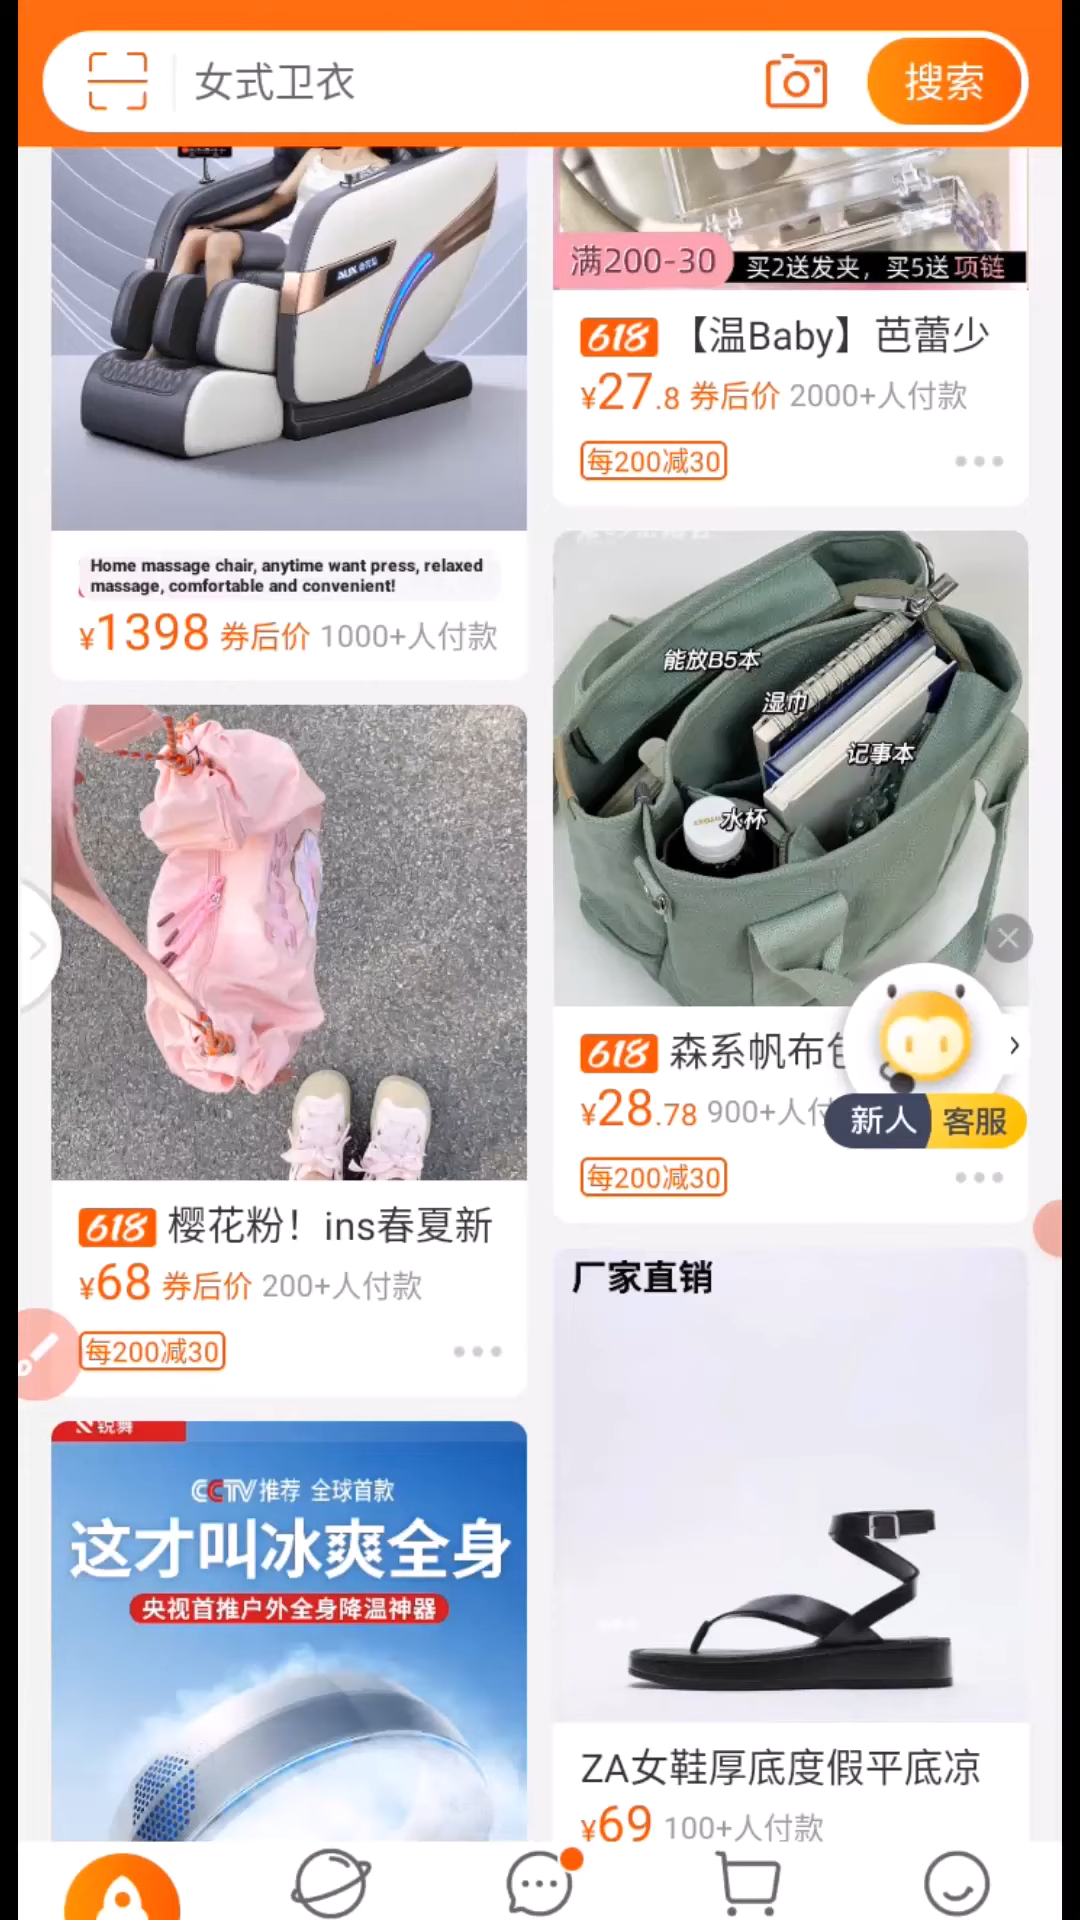 女式卫衣
搜索
AUX
满200-30
买2送发夹，买5送项链
618 【温Baby】芭蕾少
¥27.8 券后价 2000+人付款
每200减30
Home massage chair, anytime want press, relaxed
massage, comfortable and convenient!
¥1398 券后价 1000+人付款
能放B5本
湿巾
记事本
水杯
618 森系帆布包
¥28.78 900+人付
新人 客服
每200减30
618 樱花粉！ins春夏新
¥68 券后价 200+人付款
每200减30
锐舞
CCTV推荐 全球首款
这才叫冰爽全身
央视首推户外全身降温神器
厂家直销
ZA女鞋厚底度假平底凉
¥69 100+人付款